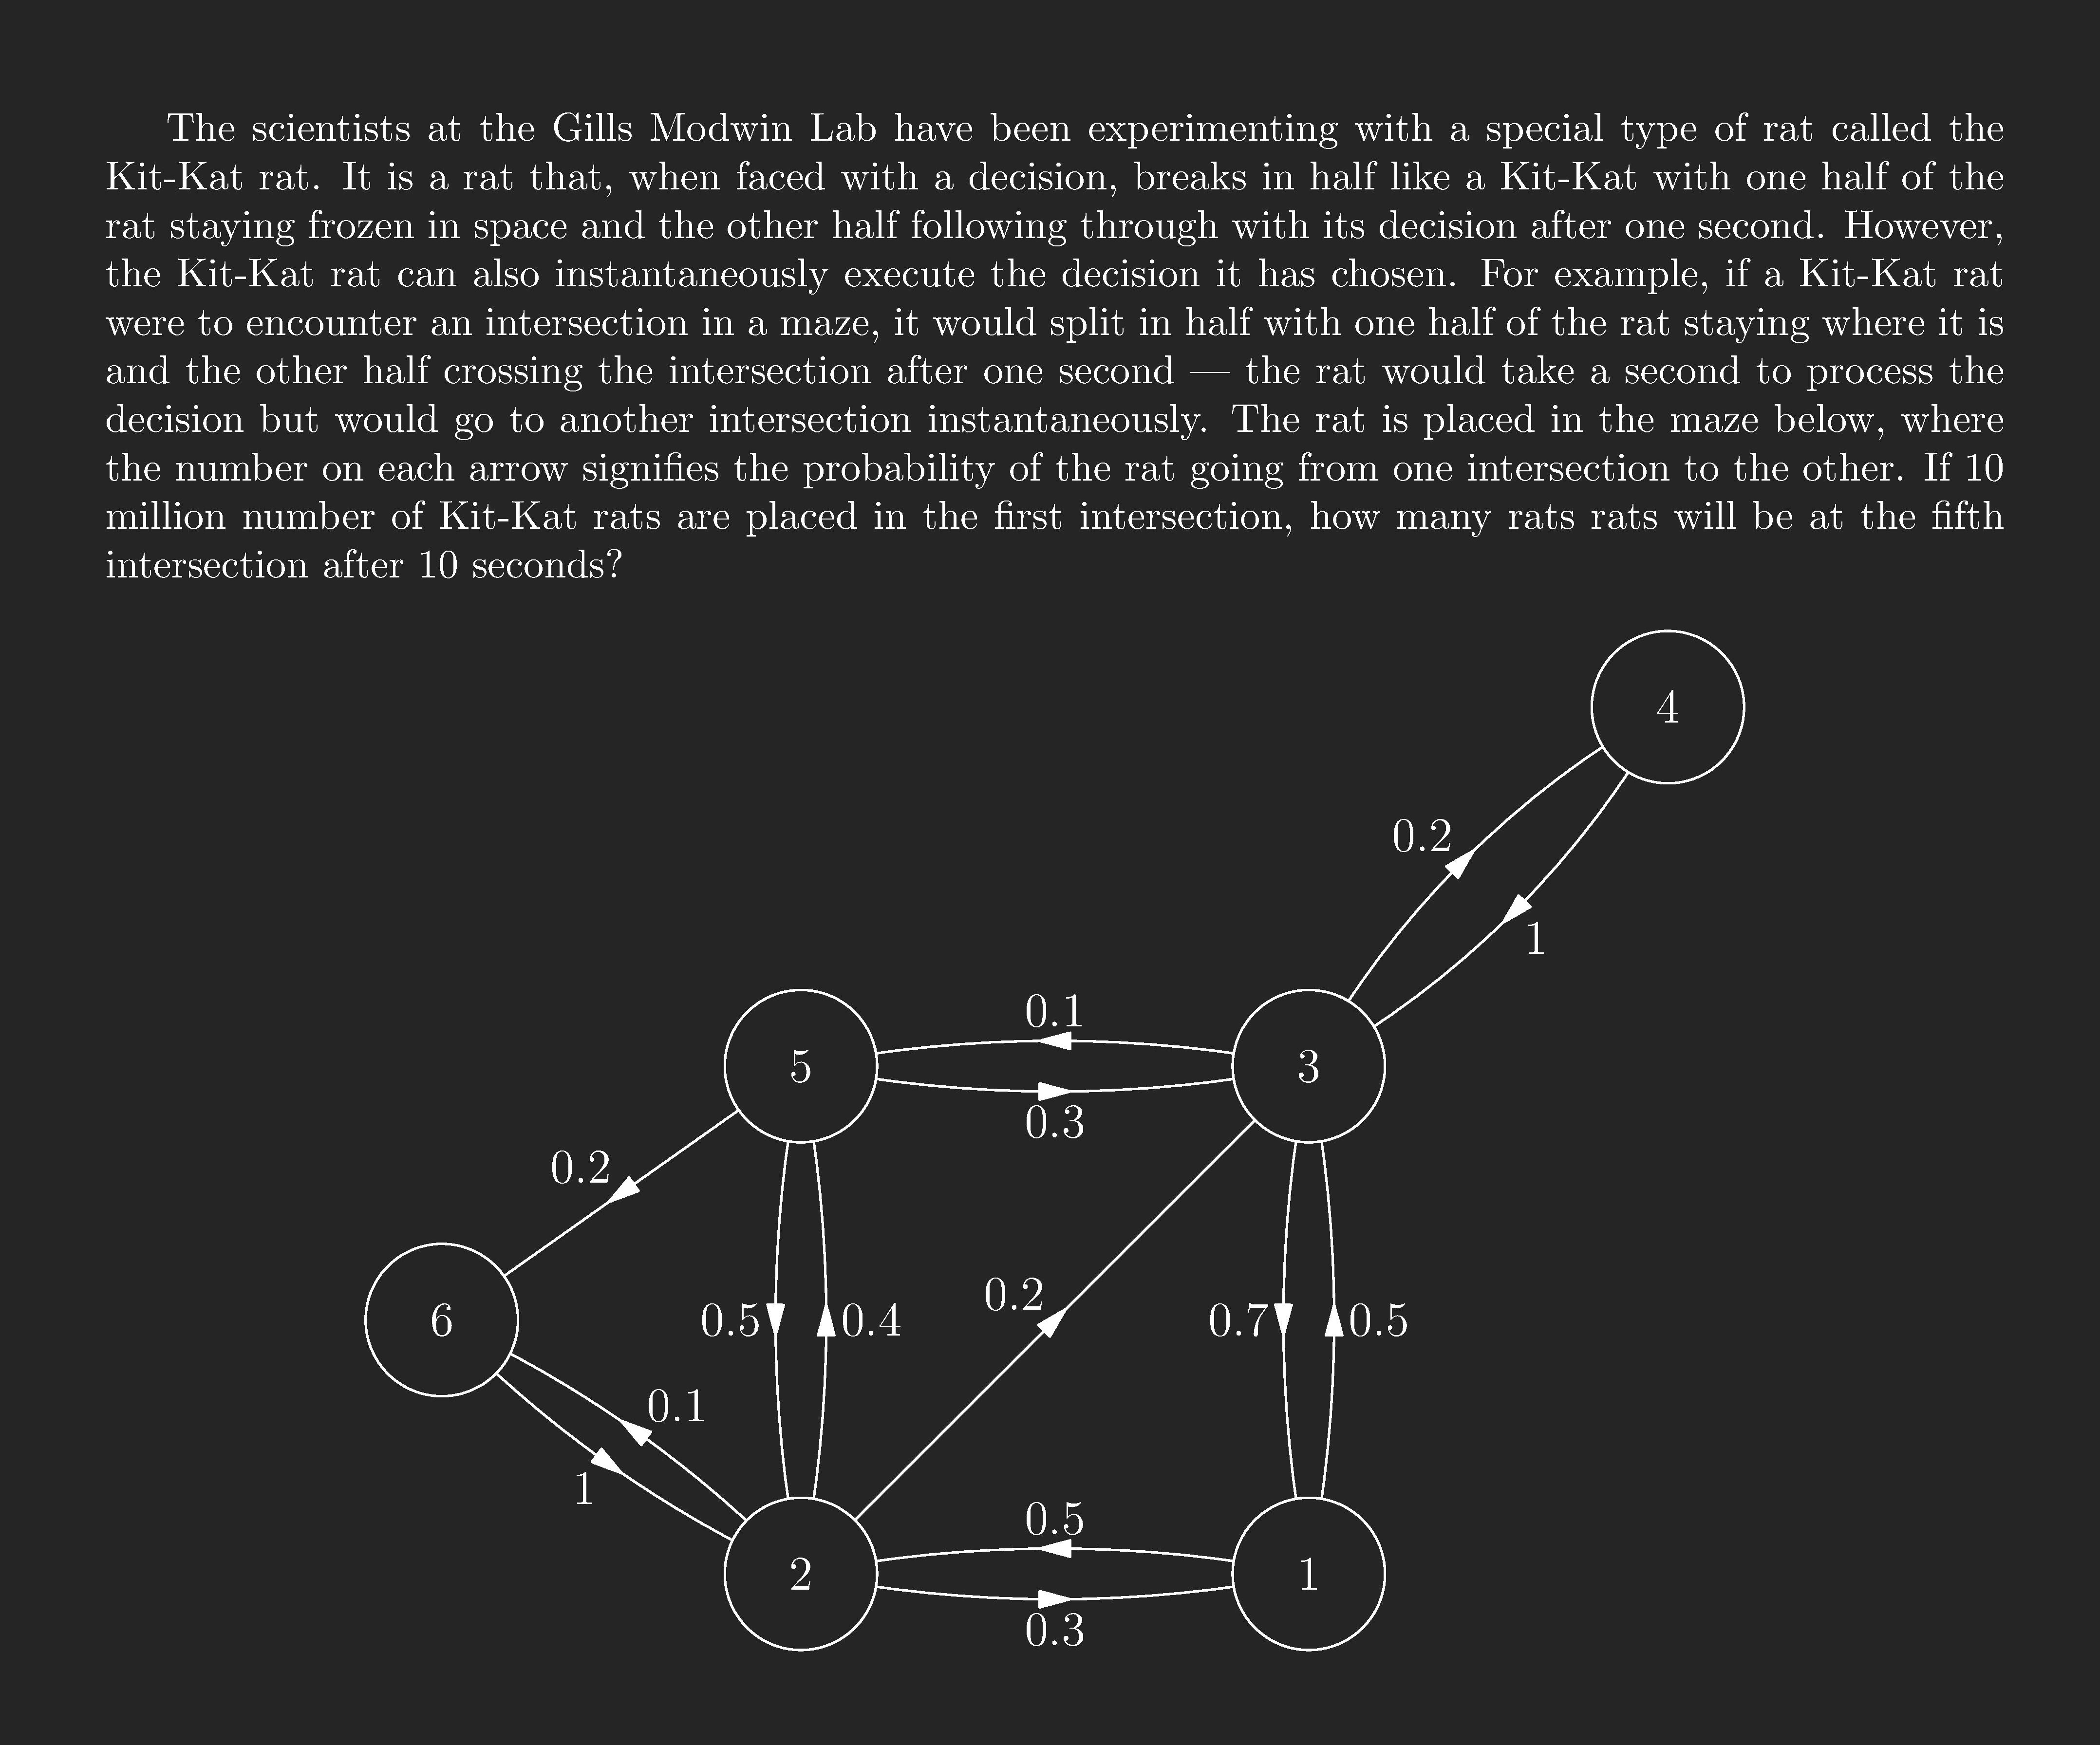 The scientists at the Gills Modwin Lab have been experimenting with a special type of rat called the
Kit-Kat rat. It is a rat that, when faced with a decision, breaks in half like a Kit-Kat with one half of the
rat staying frozen in space and the other half following through with its decision after one second. However,
the Kit-Kat rat can also instantaneously execute the decision it has chosen. For example, if a Kit-Kat rat
were to encounter an intersection in a maze, it would split in half with one half of the rat staying where it is
and the other half crossing the intersection after one second — the rat would take a second to process the
decision but would go to another intersection instantaneously. The rat is placed in the maze below, where
the number on each arrow signifies the probability of the rat going from one intersection to the other. If 10
million number of Kit-Kat rats are placed in the first intersection, how many rats rats will be at the fifth
intersection after 10 seconds?
4
0.2
1
0.1
5
3
0.3
0.2
6
0.5
0.4
0.2
0.7
0.5
0.1
1
0.5
2
1
0.3